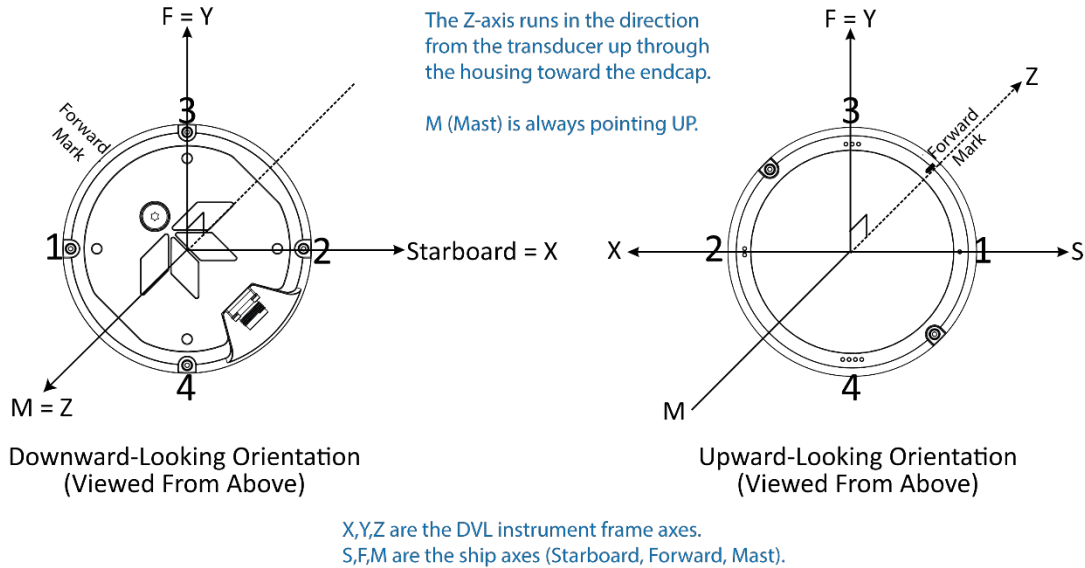 F = Y
The Z-axis runs in the direction
from the transducer up through
the housing toward the endcap.
M (Mast) is always pointing UP.
F = Y
Z
3
3
Forward
Mark
Forward
Mark
1
2
Starboard = X
X
2
1
S
4
4
M = Z
M
Downward-Looking Orientation
(Viewed From Above)
Upward-Looking Orientation
(Viewed From Above)
X,Y,Z are the DVL instrument frame axes.
S,F,M are the ship axes (Starboard, Forward, Mast).